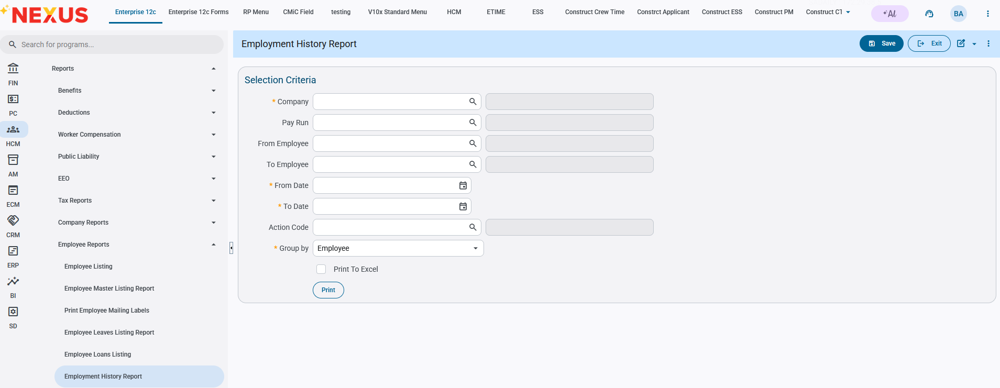 NEXUS
Enterprise 12c
Enterprise 12c Forms
RP Menu
CMiC Field
testing
V10x Standard Menu
HCM
ETIME
ESS
Construct Crew Time
Constrct Applicant
Construct ESS
Construct PM
Construct C1
AI
BA
Search for programs...
FIN
PC
HCM
AM
ECM
CRM
ERP
BI
SD
Reports
Benefits
Deductions
Worker Compensation
Public Liability
EEO
Tax Reports
Company Reports
Employee Reports
Employee Listing
Employee Master Listing Report
Print Employee Mailing Labels
Employee Leaves Listing Report
Employee Loans Listing
Employment History Report
Employment History Report
Save
Exit
Selection Criteria
* Company
Pay Run
From Employee
To Employee
* From Date
* To Date
Action Code
* Group by
Employee
Print To Excel
Print